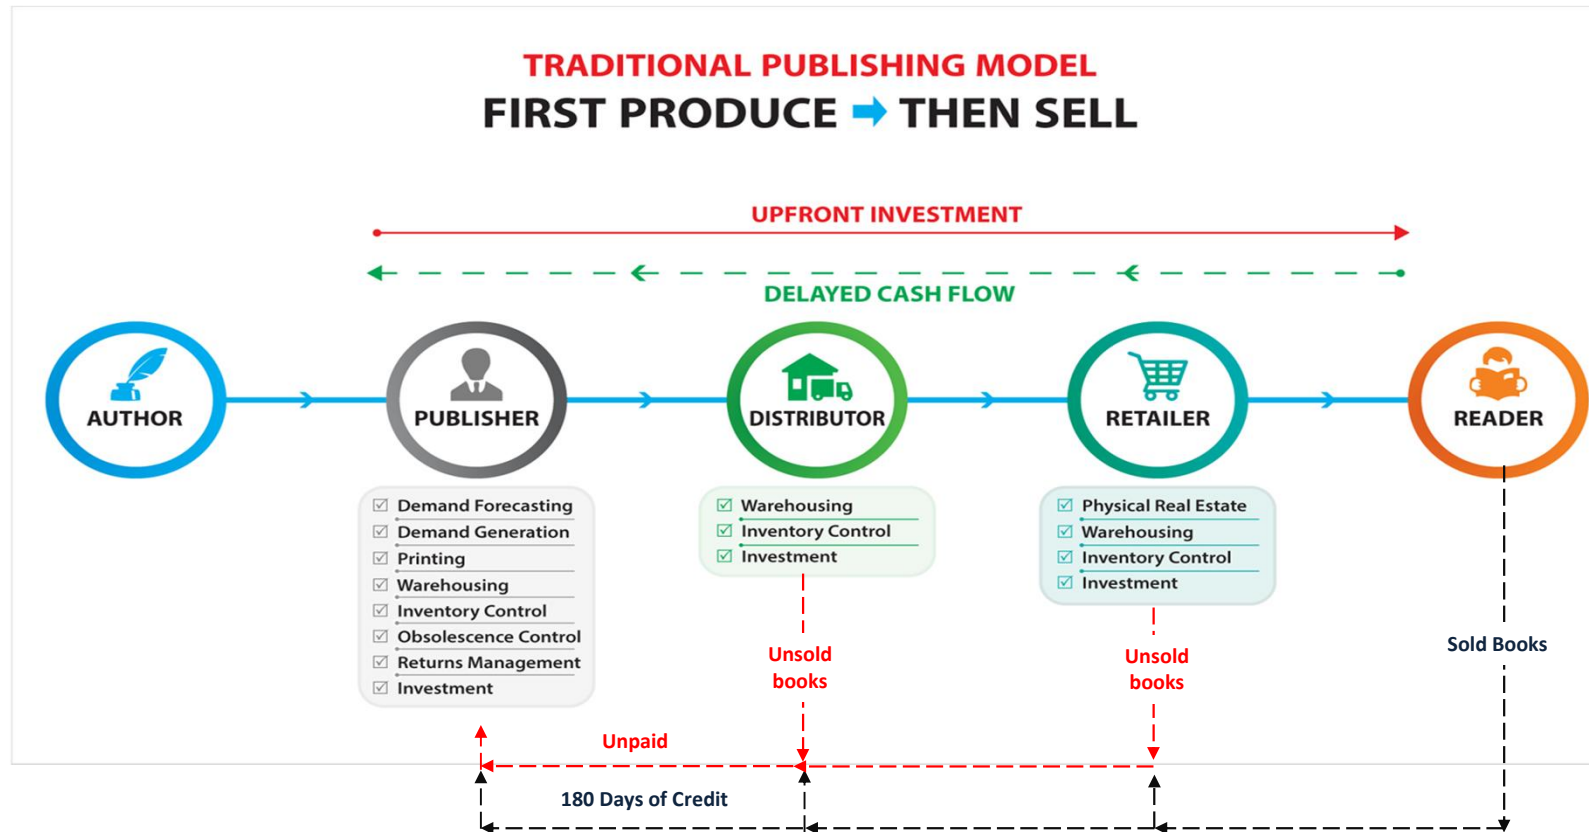 TRADITIONAL PUBLISHING MODEL
FIRST PRODUCE THEN SELL
UPFRONT INVESTMENT
DELAYED CASH FLOW
AUTHOR
PUBLISHER
DISTRIBUTOR
RETAILER
READER
Demand Forecasting
Demand Generation
Printing
Warehousing
Inventory Control
Obsolescence Control
Returns Management
Investment
Warehousing
Inventory Control
Investment
Physical Real Estate
Warehousing
Inventory Control
Investment
Unsold
books
Unsold
books
Sold Books
Unpaid
180 Days of Credit